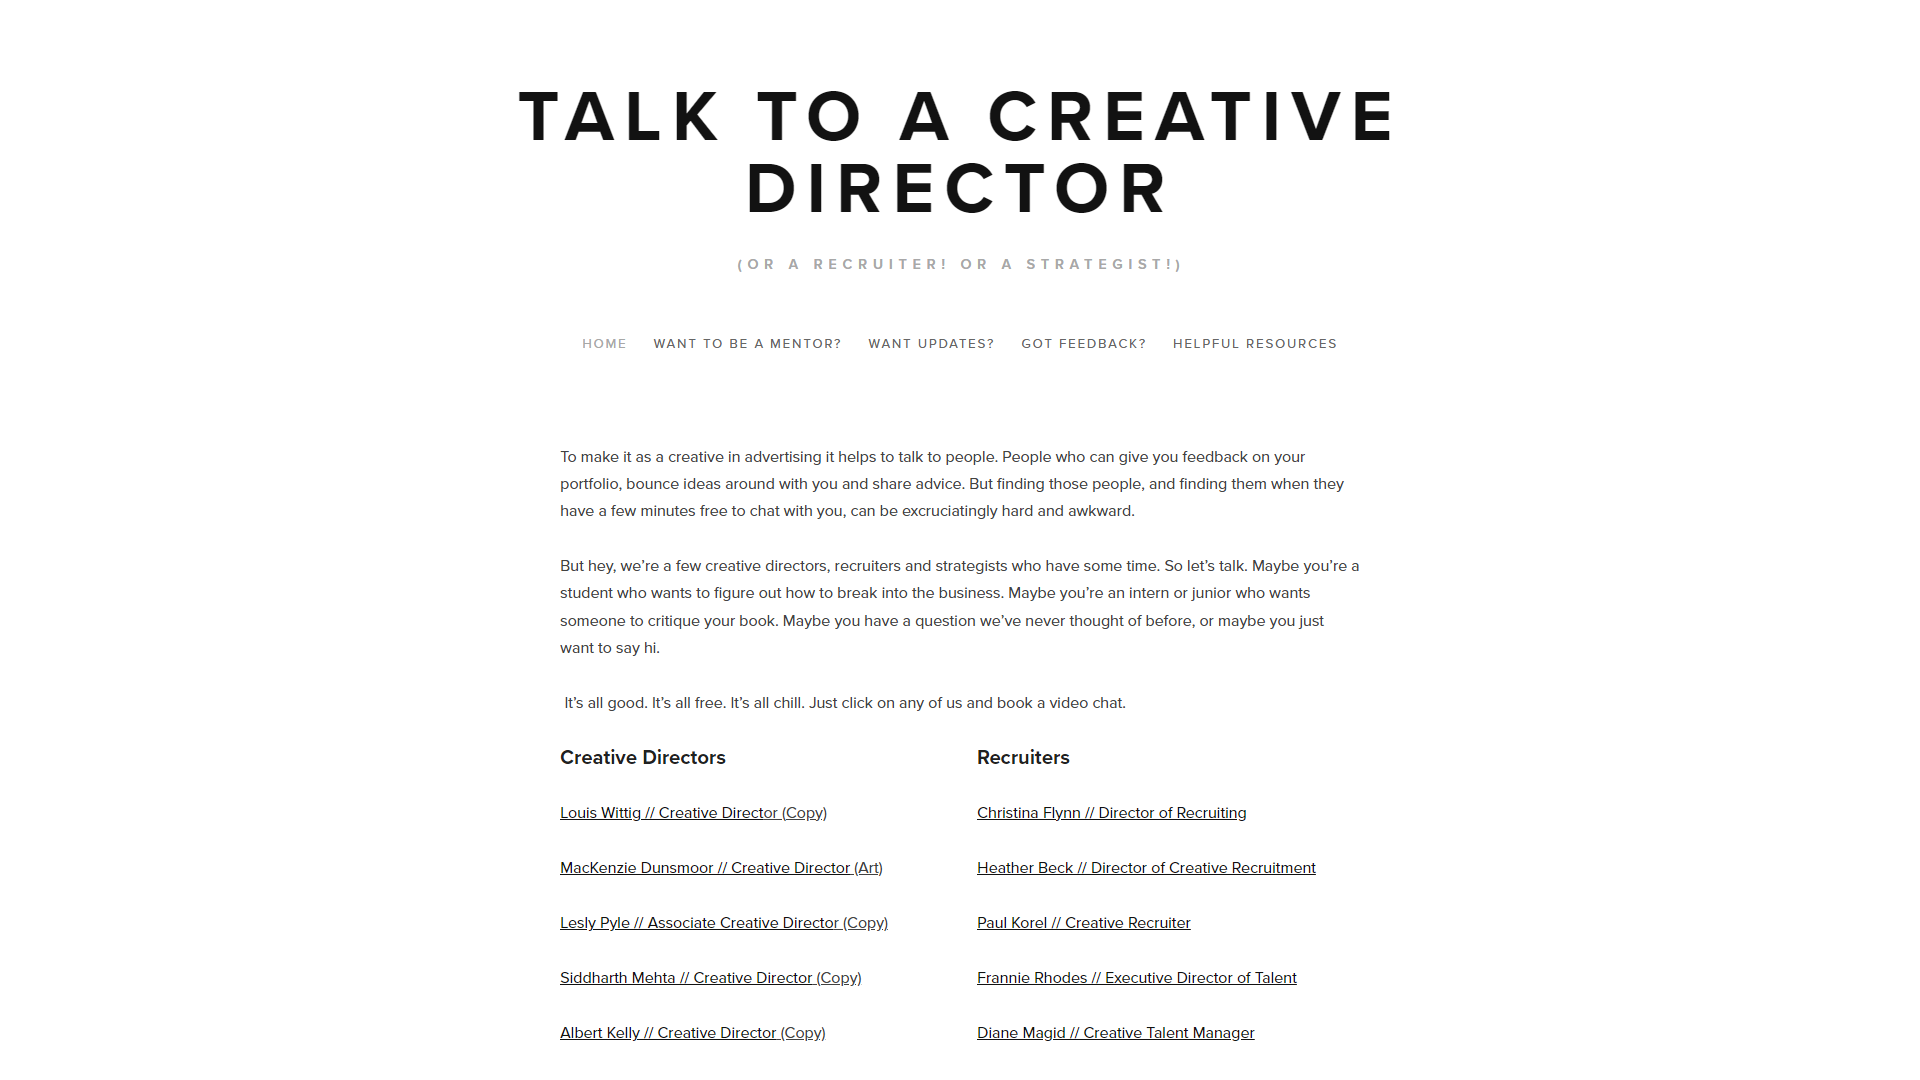 TALK TO A CREATIVE
DIRECTOR
(OR A RECRUITER! OR A STRATEGIST!)
HOME WANT TO BE A MENTOR? WANT UPDATES? GOT FEEDBACK? HELPFUL RESOURCES
To make it as a creative in advertising it helps to talk to people. People who can give you feedback on your
portfolio, bounce ideas around with you and share advice. But finding those people, and finding them when they
have a few minutes free to chat with you, can be excruciatingly hard and awkward.
But hey, we’re a few creative directors, recruiters and strategists who have some time. So let’s talk. Maybe you’re a
student who wants to figure out how to break into the business. Maybe you’re an intern or junior who wants
someone to critique your book. Maybe you have a question we’ve never thought of before, or maybe you just
want to say hi.
It’s all good. It’s all free. It’s all chill. Just click on any of us and book a video chat.
Creative Directors
Louis Wittig // Creative Director (Copy)
MacKenzie Dunsmoor // Creative Director (Art)
Lesly Pyle // Associate Creative Director (Copy)
Siddharth Mehta // Creative Director (Copy)
Albert Kelly // Creative Director (Copy)
Recruiters
Christina Flynn // Director of Recruiting
Heather Beck // Director of Creative Recruitment
Paul Korel // Creative Recruiter
Frannie Rhodes // Executive Director of Talent
Diane Magid // Creative Talent Manager